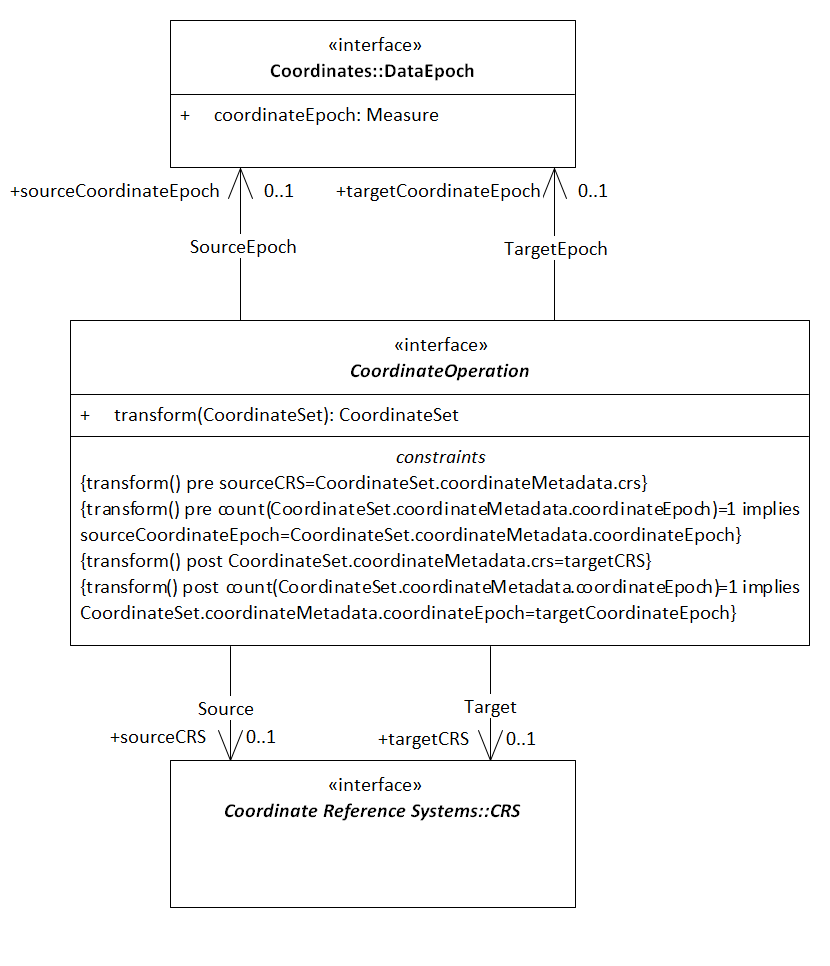 «interface»
Coordinates::DataEpoch
+ coordinateEpoch: Measure
+sourceCoordinateEpoch 0..1 +targetCoordinateEpoch 0..1
SourceEpoch TargetEpoch
«interface»
CoordinateOperation
+ transform(CoordinateSet): CoordinateSet
constraints
{transform() pre sourceCRS=CoordinateSet.coordinateMetadata.crs}
{transform() pre count(CoordinateSet.coordinateMetadata.coordinateEpoch)=1 implies
sourceCoordinateEpoch=CoordinateSet.coordinateMetadata.coordinateEpoch}
{transform() post CoordinateSet.coordinateMetadata.crs=targetCRS}
{transform() post count(CoordinateSet.coordinateMetadata.coordinateEpoch)=1 implies
CoordinateSet.coordinateMetadata.coordinateEpoch=targetCoordinateEpoch}
Source Target
+sourceCRS 0..1 +targetCRS 0..1
«interface»
Coordinate Reference Systems::CRS